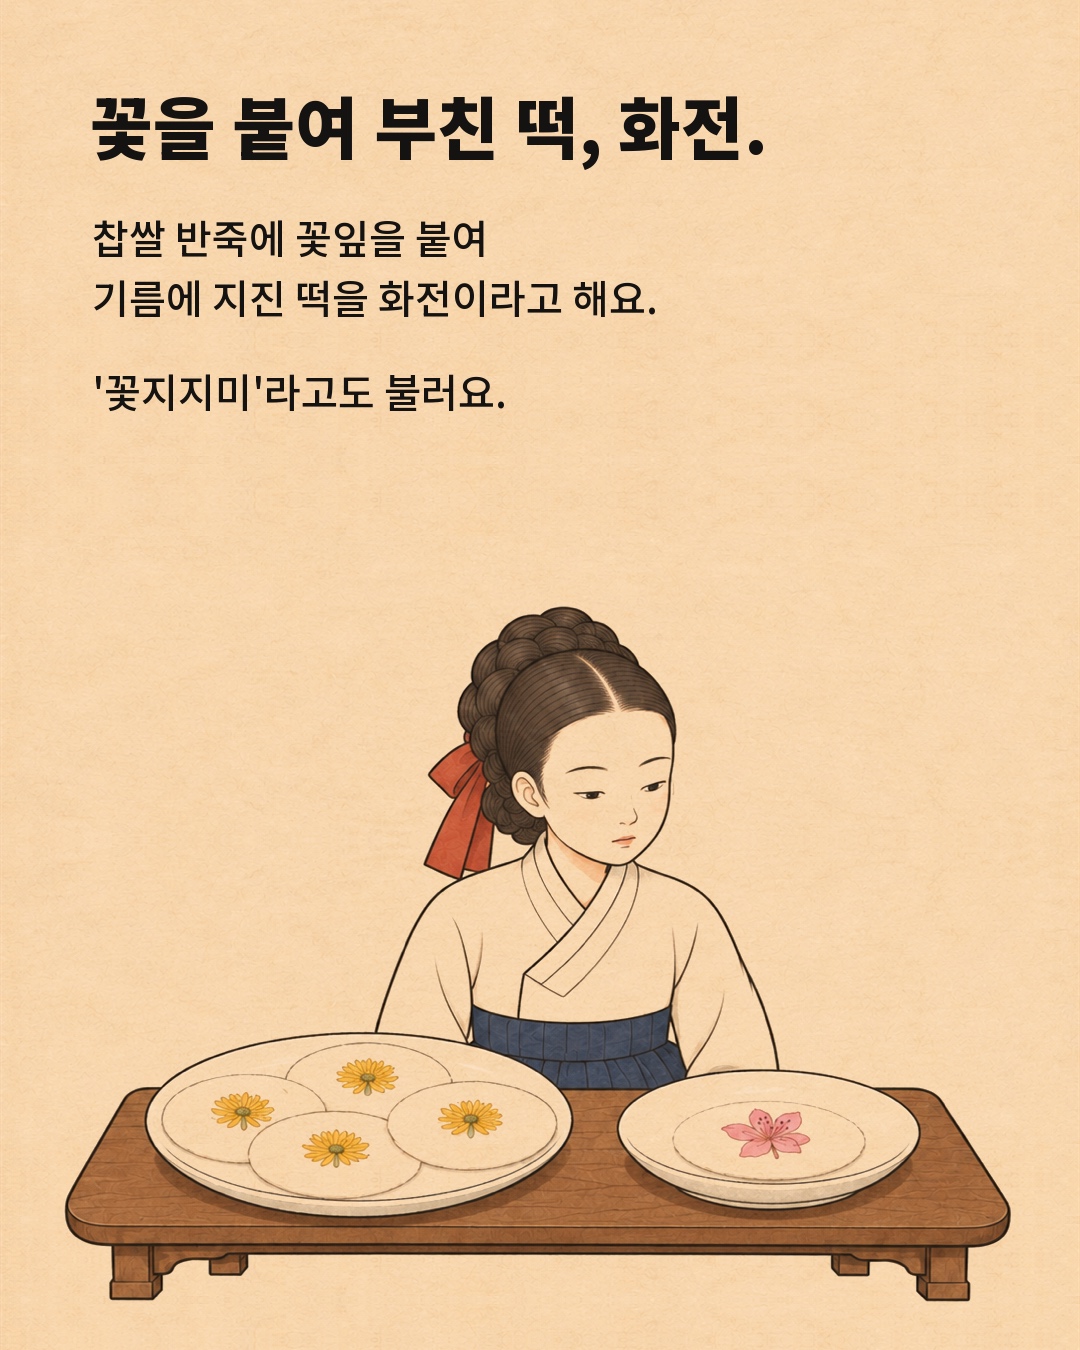 꽃을 붙여 부친 떡, 화전.
찹쌀 반죽에 꽃잎을 붙여
기름에 지진 떡을 화전이라고 해요.
'꽃지지미'라고도 불러요.